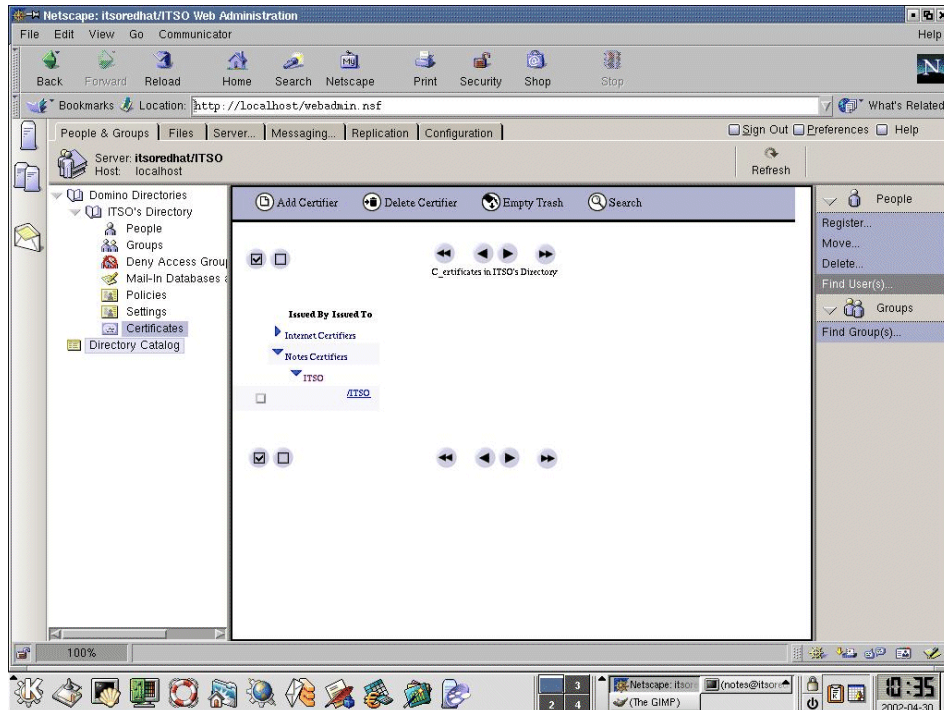 Netscape: itsoredhat/ITSO Web Administration
File Edit View Go Communicator Help
Back Forward Reload Home Search Netscape Print Security Shop Stop
My
N
Bookmarks Location: http://localhost/webadmin.nsf What's Related
People & Groups Files Server... Messaging... Replication Configuration Sign Out Preferences Help
Server: itsoredhat/ITSO
Host: localhost
Refresh
Domino Directories
ITSO's Directory
People
Groups
Deny Access Group
Mail-In Databases a
Policies
Settings
Certificates
Directory Catalog
Add Certifier Delete Certifier Empty Trash Search
C_ertificates in ITSO's Directory
Issued By Issued To
Internet Certifiers
Notes Certifiers
ITSO
/ITSO
People
Register...
Move...
Delete...
Find User(s)...
Groups
Find Group(s)...
100%
3
2 4
Netscape: itsor
(notes@itsore
(The GIMP)
10:35
2002-04-30